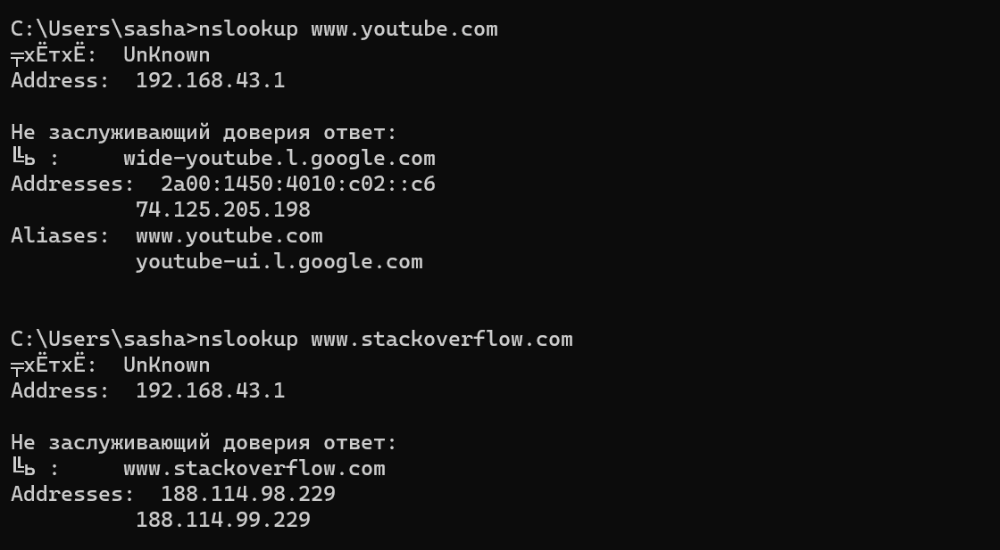 C:\Users\sasha>nslookup www.youtube.com
╤хЁтхЁ:  UnKnown
Address:  192.168.43.1
Не заслуживающий доверия ответ:
╚ь :     wide-youtube.l.google.com
Addresses:  2a00:1450:4010:c02::c6
74.125.205.198
Aliases:  www.youtube.com
youtube-ui.l.google.com
C:\Users\sasha>nslookup www.stackoverflow.com
╤хЁтхЁ:  UnKnown
Address:  192.168.43.1
Не заслуживающий доверия ответ:
╚ь :     www.stackoverflow.com
Addresses:  188.114.98.229
188.114.99.229